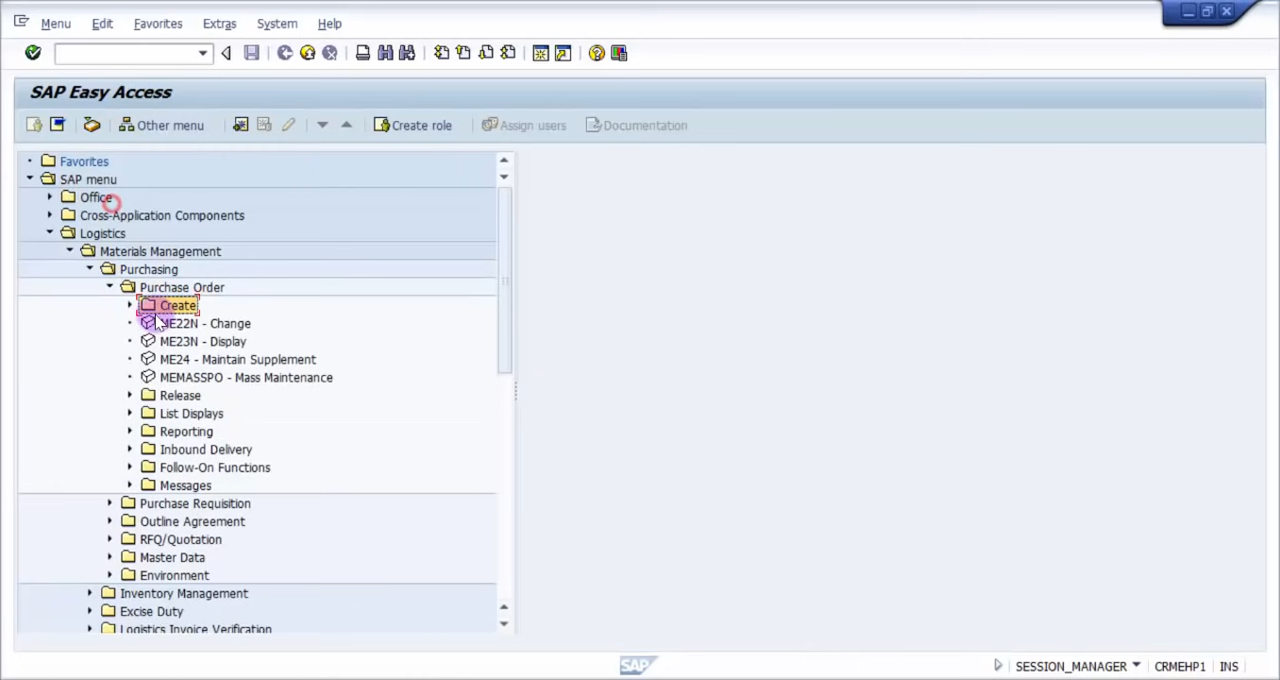 Menu Edit Favorites Extras System Help
SAP Easy Access
Other menu Create role Assign users Documentation
Favorites
SAP menu
Office
Cross-Application Components
Logistics
Materials Management
Purchasing
Purchase Order
Create
ME22N - Change
ME23N - Display
ME24 - Maintain Supplement
MEMASSPO - Mass Maintenance
Release
List Displays
Reporting
Inbound Delivery
Follow-On Functions
Messages
Purchase Requisition
Outline Agreement
RFQ/Quotation
Master Data
Environment
Inventory Management
Excise Duty
Logistics Invoice Verification
SAP SESSION_MANAGER CRMEHP1 INS